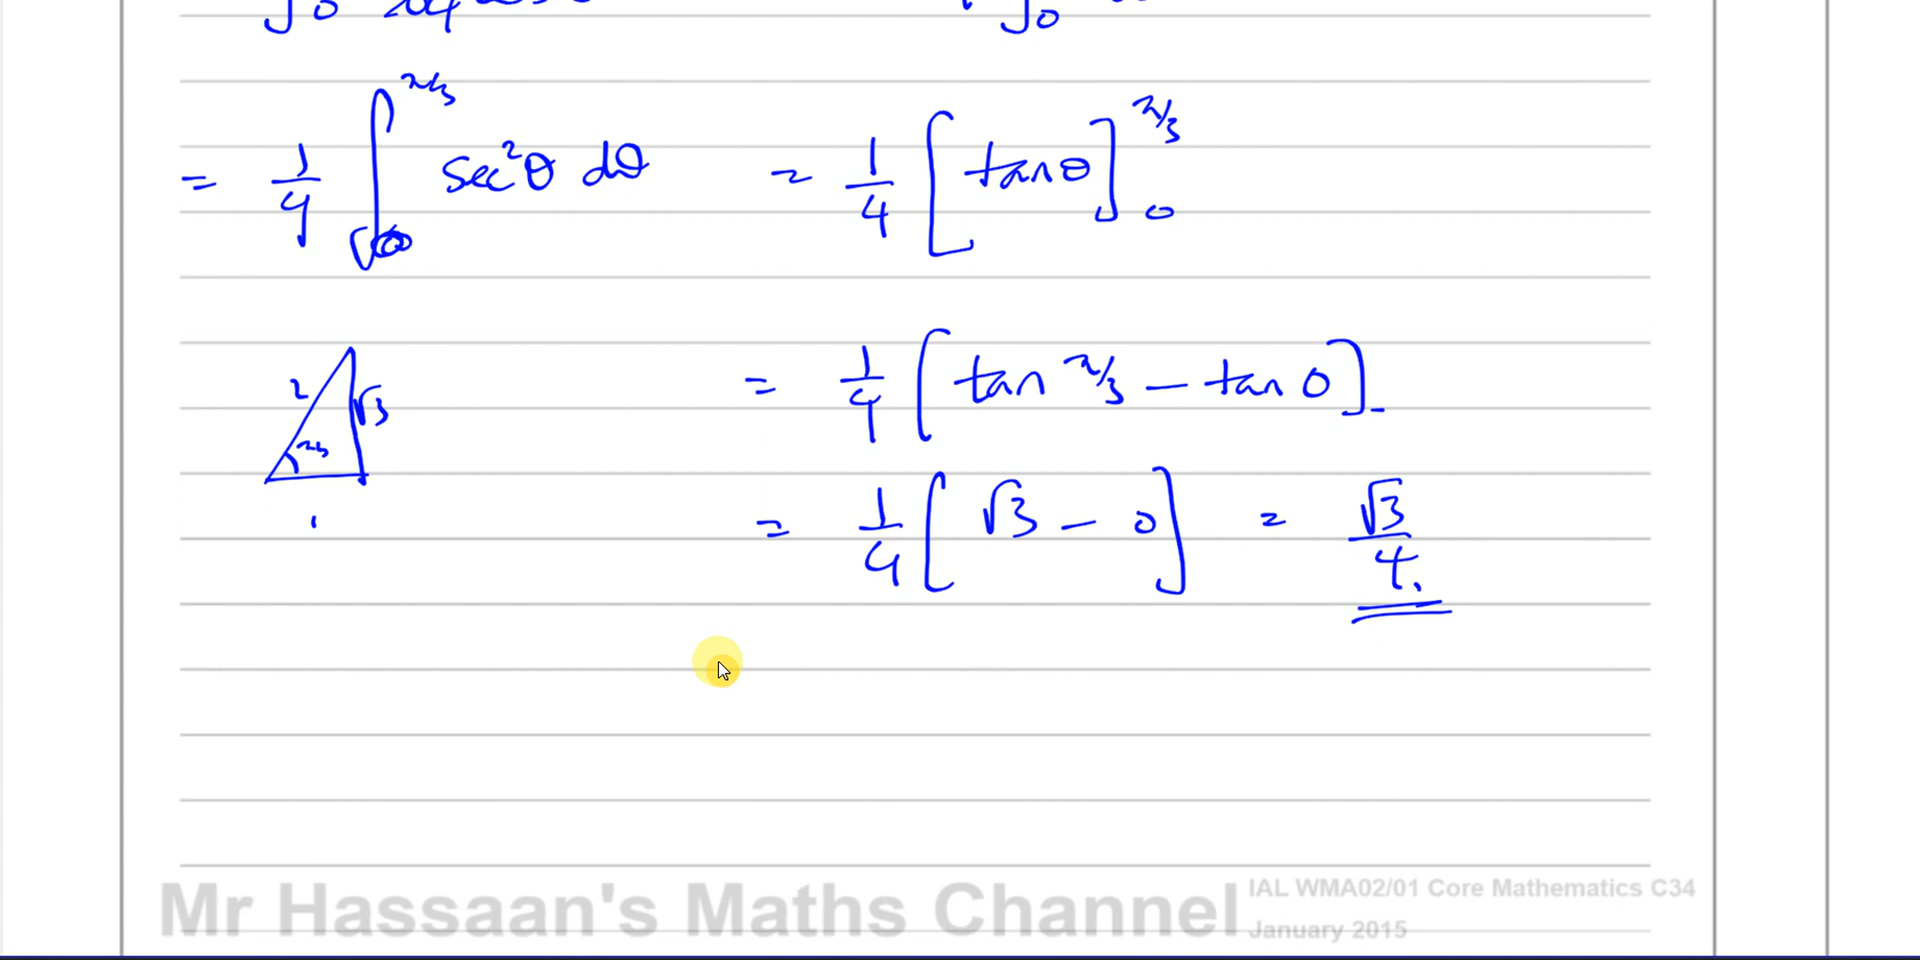 = 1/4 ∫₀^π/3 sec²θ dθ = 1/4 [tanθ]₀^π/3
= 1/4 [tan π/3 – tan 0]
2 √3 π/3 1
= 1/4 [√3 – 0] = √3/4.
Mr Hassaan's Maths Channel
IAL WMA02/01 Core Mathematics C34
January 2015